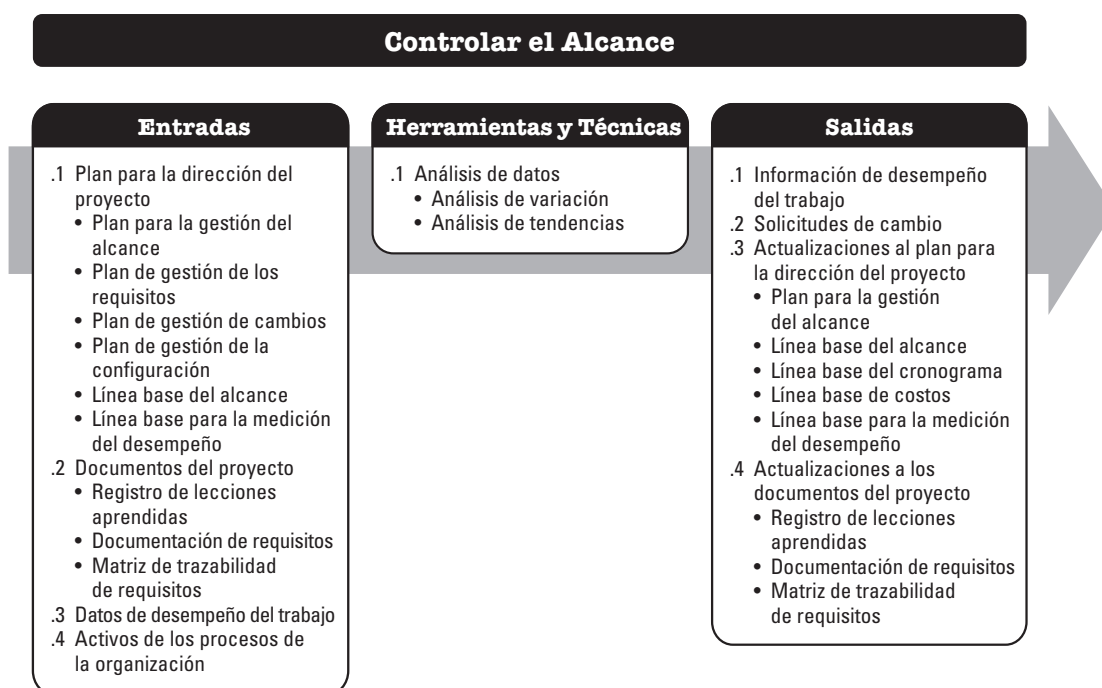 Controlar el Alcance
Entradas
.1 Plan para la dirección del
proyecto
• Plan para la gestión del
alcance
• Plan de gestión de los
requisitos
• Plan de gestión de cambios
• Plan de gestión de la
configuración
• Línea base del alcance
• Línea base para la medición
del desempeño
.2 Documentos del proyecto
• Registro de lecciones
aprendidas
• Documentación de requisitos
• Matriz de trazabilidad
de requisitos
.3 Datos de desempeño del trabajo
.4 Activos de los procesos de
la organización
Herramientas y Técnicas
.1 Análisis de datos
• Análisis de variación
• Análisis de tendencias
Salidas
.1 Información de desempeño
del trabajo
.2 Solicitudes de cambio
.3 Actualizaciones al plan para
la dirección del proyecto
• Plan para la gestión
del alcance
• Línea base del alcance
• Línea base del cronograma
• Línea base de costos
• Línea base para la medición
del desempeño
.4 Actualizaciones a los
documentos del proyecto
• Registro de lecciones
aprendidas
• Documentación de requisitos
• Matriz de trazabilidad
de requisitos